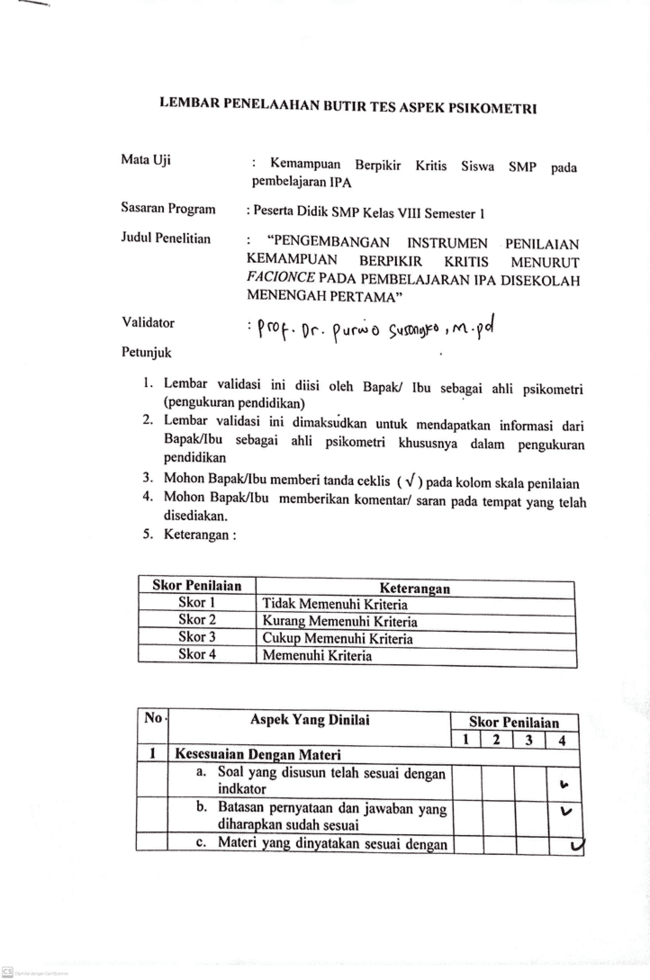 LEMBAR PENELAAHAN BUTIR TES ASPEK PSIKOMETRI
Mata Uji : Kemampuan Berpikir Kritis Siswa SMP pada
pembelajaran IPA
Sasaran Program : Peserta Didik SMP Kelas VIII Semester 1
Judul Penelitian : “PENGEMBANGAN INSTRUMEN PENILAIAN
KEMAMPUAN BERPIKIR KRITIS MENURUT
FACIONCE PADA PEMBELAJARAN IPA DISEKOLAH
MENENGAH PERTAMA”
Validator : Prof. Dr. Purwo Susongko, M.pd
Petunjuk
1. Lembar validasi ini diisi oleh Bapak/ Ibu sebagai ahli psikometri
(pengukuran pendidikan)
2. Lembar validasi ini dimaksudkan untuk mendapatkan informasi dari
Bapak/Ibu sebagai ahli psikometri khususnya dalam pengukuran
pendidikan
3. Mohon Bapak/Ibu memberi tanda ceklis ( √ ) pada kolom skala penilaian
4. Mohon Bapak/Ibu memberikan komentar/ saran pada tempat yang telah
disediakan.
5. Keterangan :
Skor Penilaian Keterangan
Skor 1 Tidak Memenuhi Kriteria
Skor 2 Kurang Memenuhi Kriteria
Skor 3 Cukup Memenuhi Kriteria
Skor 4 Memenuhi Kriteria
No. Aspek Yang Dinilai Skor Penilaian
1 2 3 4
1 Kesesuaian Dengan Materi
a. Soal yang disusun telah sesuai dengan
indkator ✓
b. Batasan pernyataan dan jawaban yang
diharapkan sudah sesuai ✓
c. Materi yang dinyatakan sesuai dengan ✓
CS Dipindai dengan CamScanner